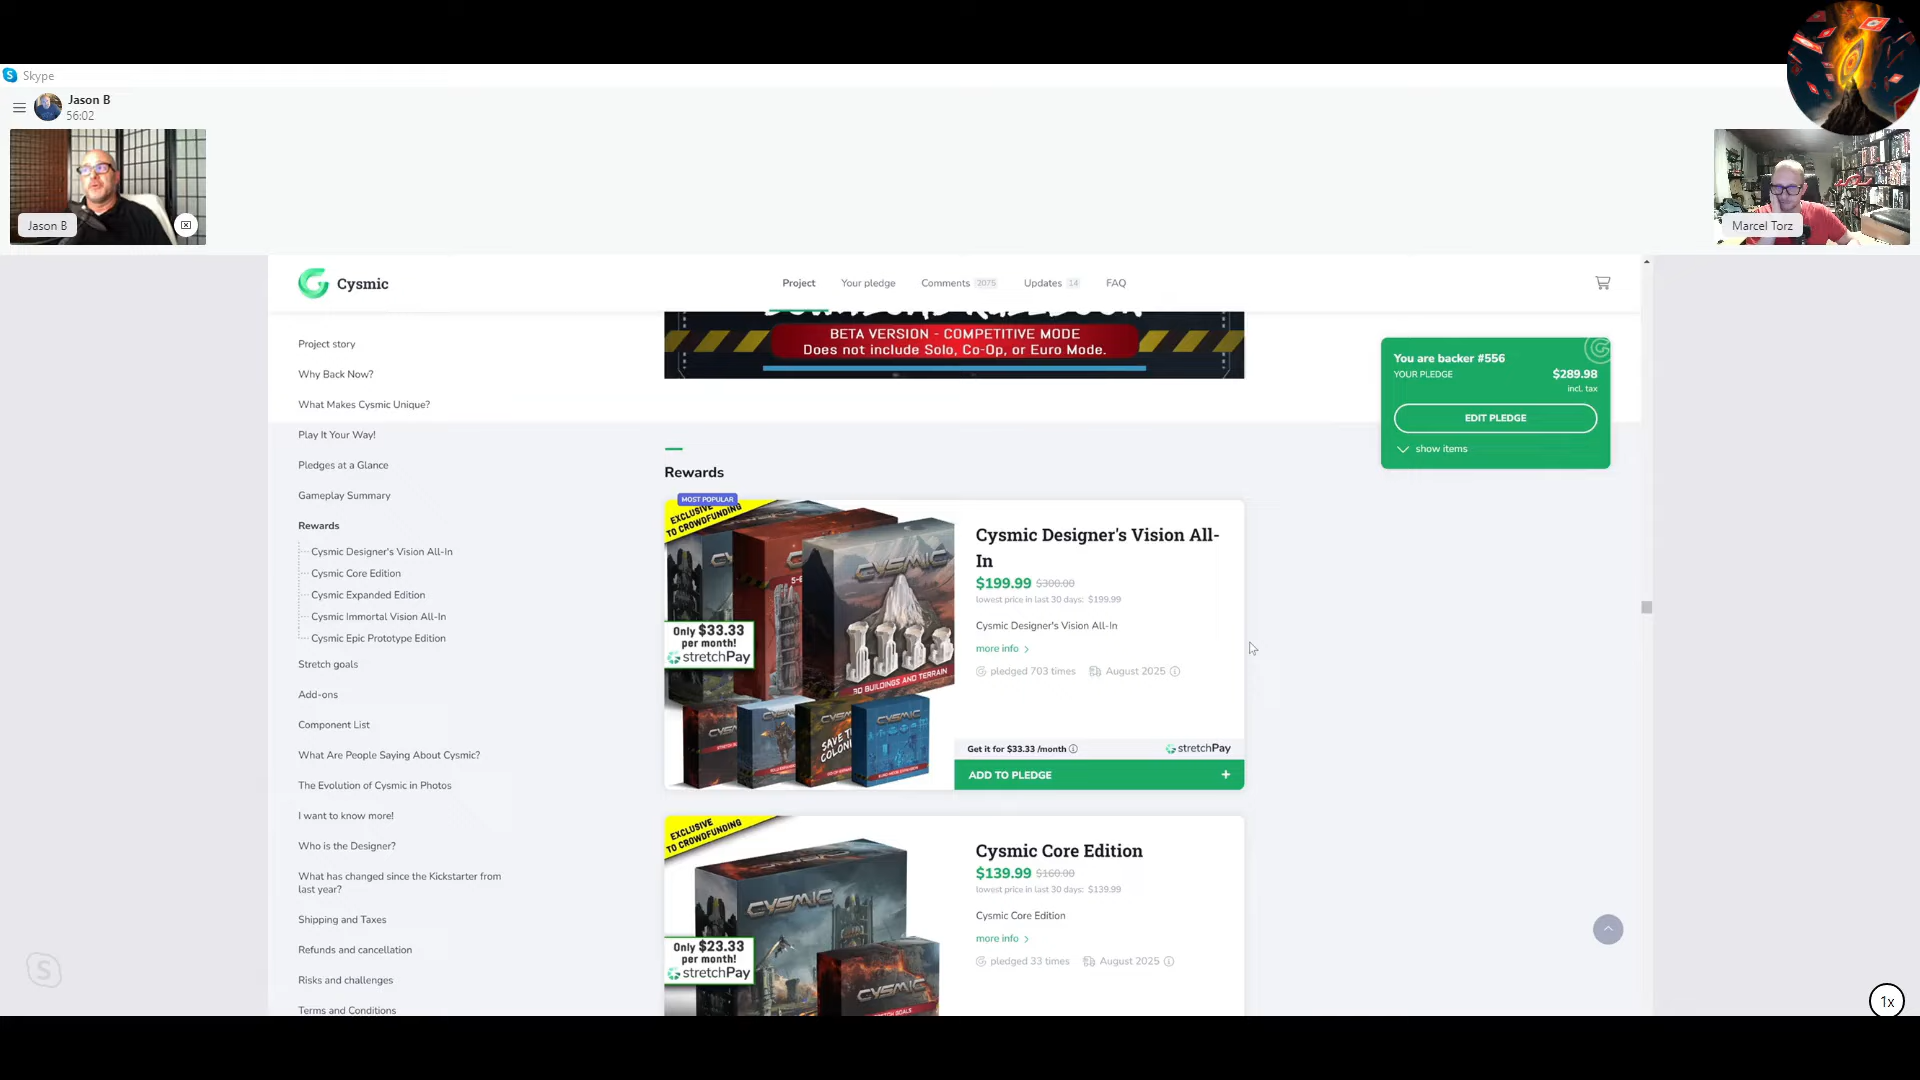 Skype
Jason B
56:02
Jason B
Marcel Torz
Cysmic
Project
Your pledge
Comments 2075
Updates 14
FAQ
BETA VERSION - COMPETITIVE MODE
Does not include Solo, Co-Op, or Euro Mode.
Project story
Why Back Now?
What Makes Cysmic Unique?
Play It Your Way!
Pledges at a Glance
Gameplay Summary
Rewards
Cysmic Designer's Vision All-In
Cysmic Core Edition
Cysmic Expanded Edition
Cysmic Immortal Vision All-In
Cysmic Epic Prototype Edition
Stretch goals
Add-ons
Component List
What Are People Saying About Cysmic?
The Evolution of Cysmic in Photos
I want to know more!
Who is the Designer?
What has changed since the Kickstarter from
last year?
Shipping and Taxes
Refunds and cancellation
Risks and challenges
Terms and Conditions
You are backer #556
YOUR PLEDGE
$289.98
incl. tax
EDIT PLEDGE
show items
Rewards
MOST POPULAR
EXCLUSIVE
TO CROWDFUNDING
CYSMIC
3D BUILDINGS AND TERRAIN
Only $33.33
per month!
stretchPay
Cysmic Designer's Vision All-
In
$199.99 $300.00
lowest price in last 30 days: $199.99
Cysmic Designer's Vision All-In
more info
pledged 703 times
August 2025
Get it for $33.33 /month
stretchPay
ADD TO PLEDGE +
EXCLUSIVE
TO CROWDFUNDING
CYSMIC
CYSMIC
Only $23.33
per month!
stretchPay
Cysmic Core Edition
$139.99 $160.00
lowest price in last 30 days: $139.99
Cysmic Core Edition
more info
pledged 33 times
August 2025
1x